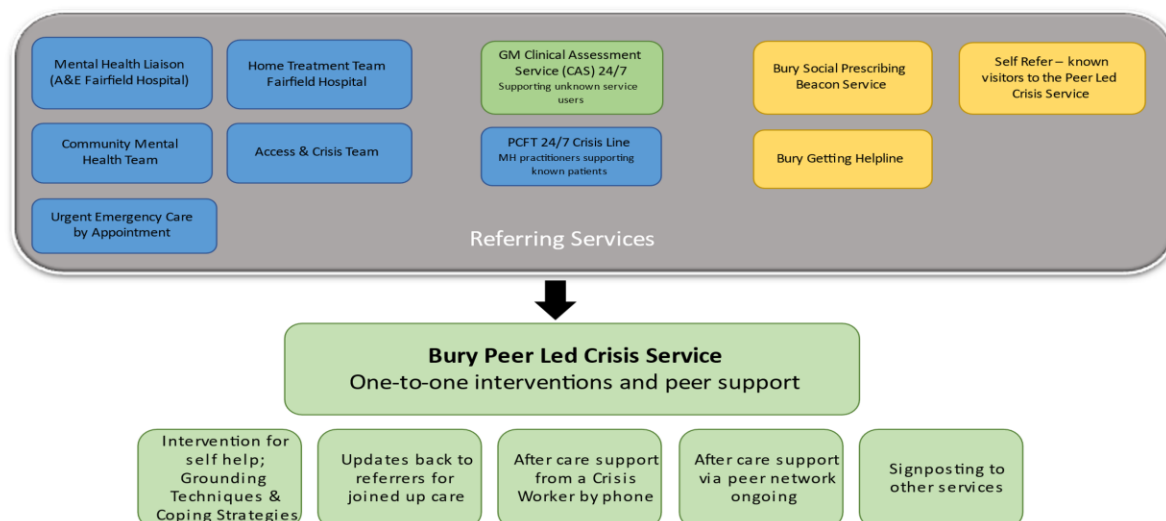 Mental Health Liaison
(A&E Fairfield Hospital)
Home Treatment Team
Fairfield Hospital
GM Clinical Assessment
Service (CAS) 24/7
Supporting unknown service
users
Bury Social Prescribing
Beacon Service
Self Refer – known
visitors to the Peer Led
Crisis Service
Community Mental
Health Team
Access & Crisis Team
PCFT 24/7 Crisis Line
MH practitioners supporting
known patients
Bury Getting Helpline
Urgent Emergency Care
by Appointment
Referring Services
Bury Peer Led Crisis Service
One-to-one interventions and peer support
Intervention for
self help;
Grounding
Techniques &
Coping Strategies
Updates back to
referrers for
joined up care
After care support
from a Crisis
Worker by phone
After care support
via peer network
ongoing
Signposting to
other services